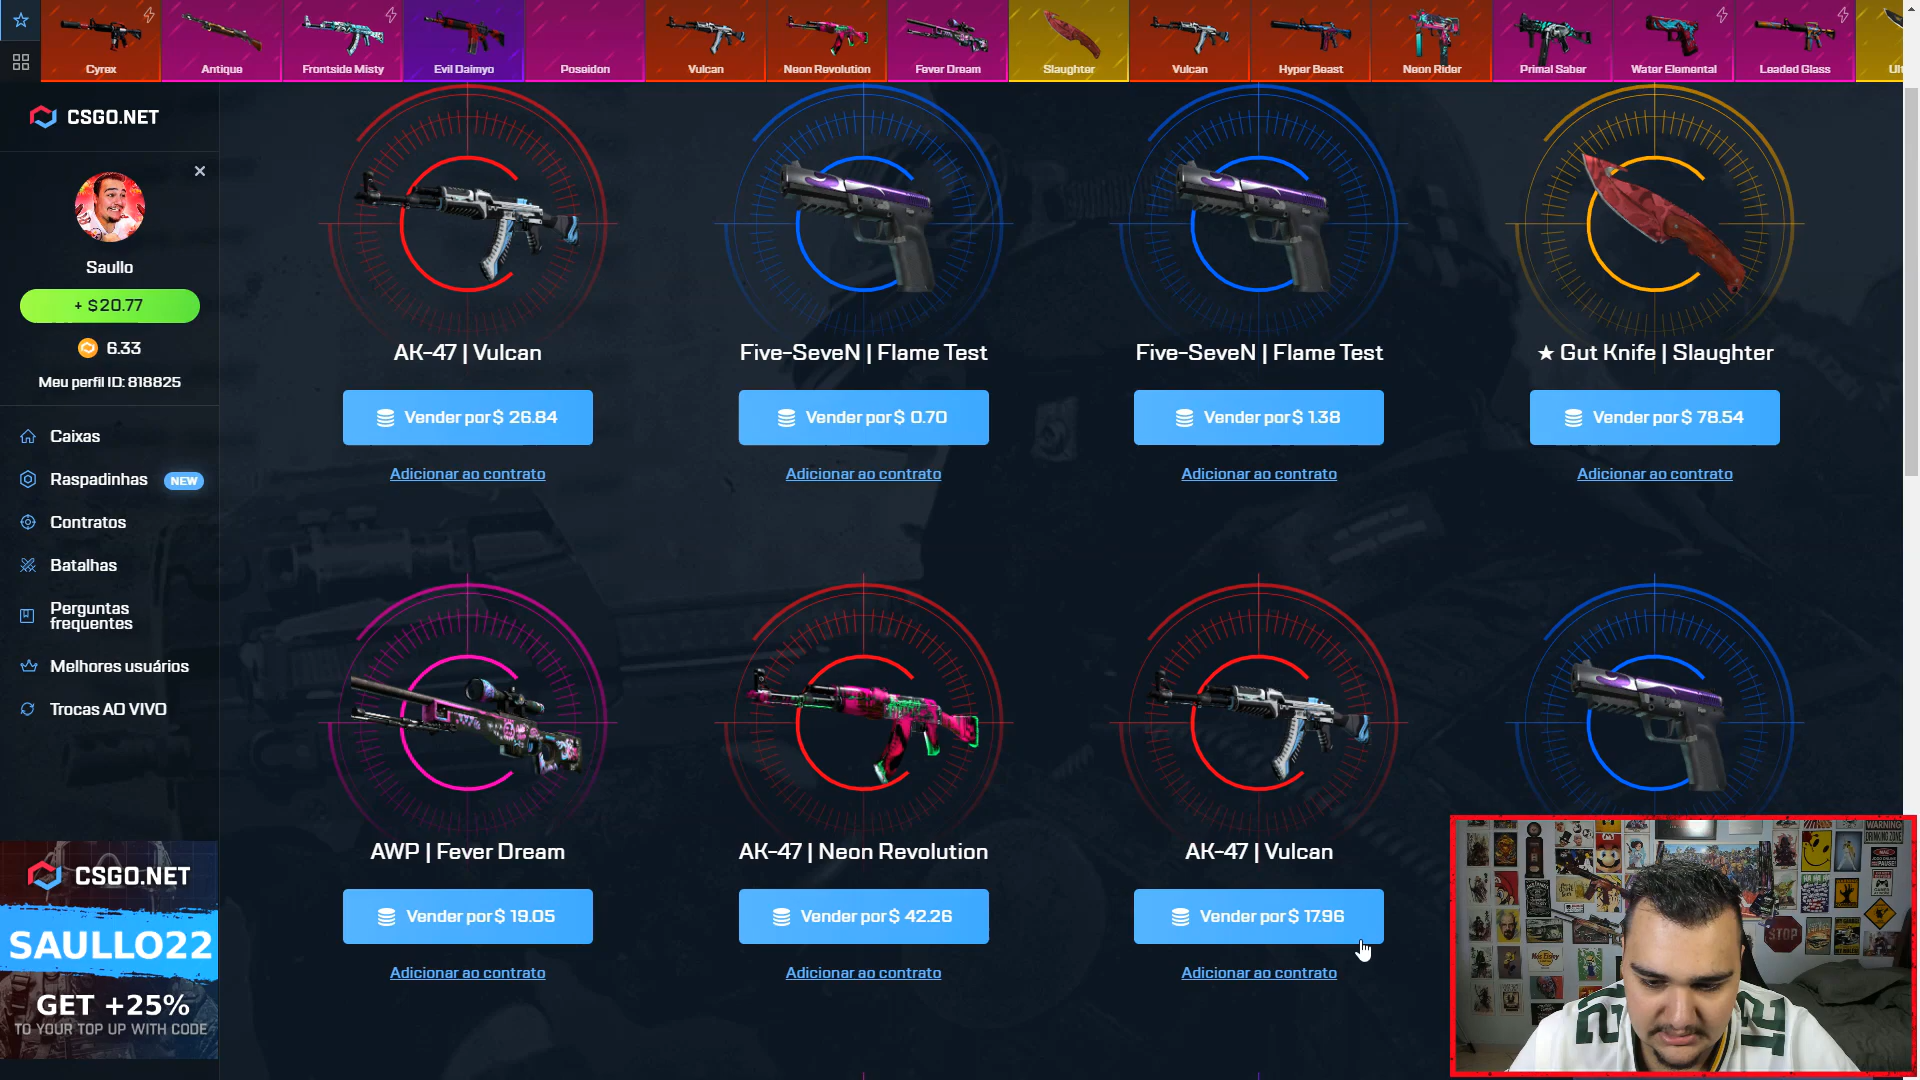 Cyrex
Antique
Frontside Misty
Evil Daimyo
Poseidon
Vulcan
Neon Revolution
Fever Dream
Slaughter
Vulcan
Hyper Beast
Neon Rider
Primal Saber
Water Elemental
Leaded Glass
CSGO.NET
Saullo
+ $20.77
6.33
Meu perfil ID: 818825
Caixas
Raspadinhas NEW
Contratos
Batalhas
Perguntas
frequentes
Melhores usuários
Trocas AO VIVO
CSGO.NET
SAULLO22
GET +25%
TO YOUR TOP UP WITH CODE
AK-47 | Vulcan
Five-SeveN | Flame Test
Five-SeveN | Flame Test
★ Gut Knife | Slaughter
Vender por $ 26.84
Vender por $ 0.70
Vender por $ 1.38
Vender por $ 78.54
Adicionar ao contrato
Adicionar ao contrato
Adicionar ao contrato
Adicionar ao contrato
AWP | Fever Dream
AK-47 | Neon Revolution
AK-47 | Vulcan
Vender por $ 19.05
Vender por $ 42.26
Vender por $ 17.96
Adicionar ao contrato
Adicionar ao contrato
Adicionar ao contrato
WARNING
STOP
12